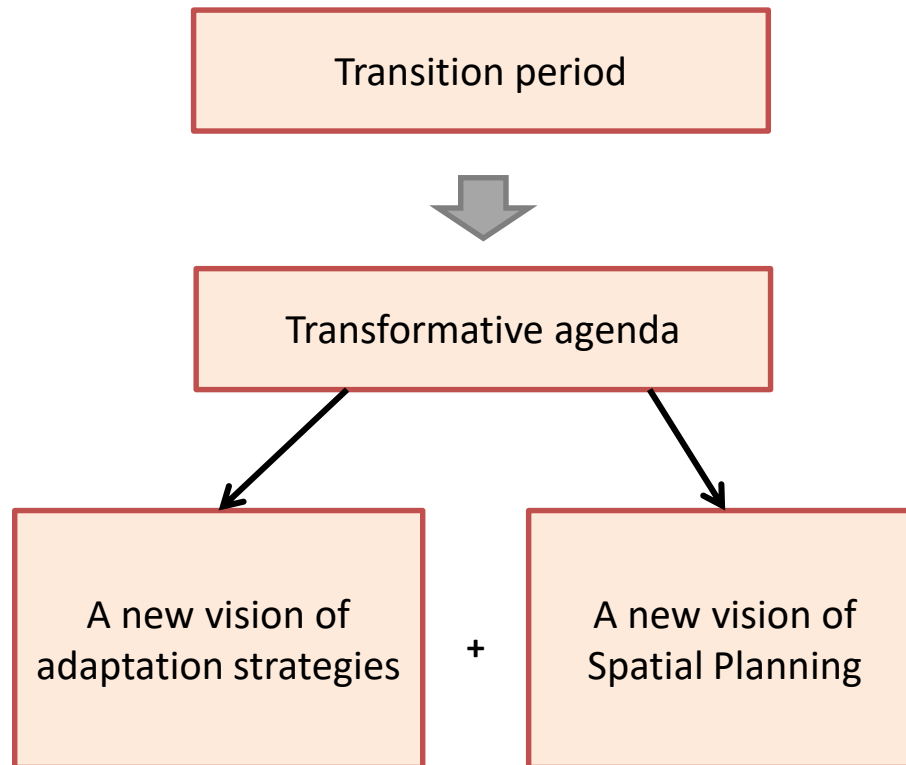 Transition period
Transformative agenda
A new vision of
adaptation strategies
+
A new vision of
Spatial Planning